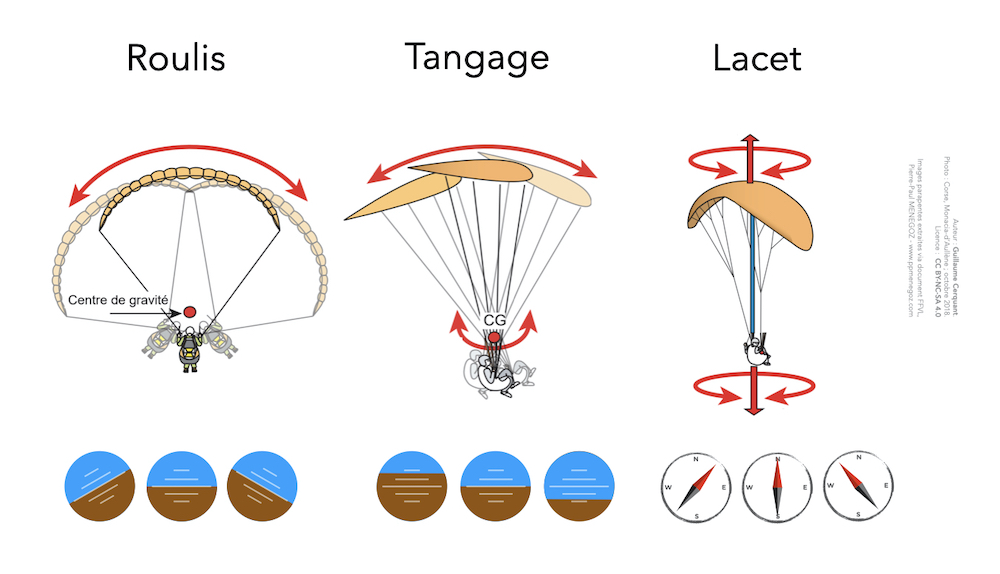 Roulis
Tangage
Lacet
Centre de gravité
CG
N
W
E
S
N
W
E
S
N
W
E
S
Auteur : Guillaume Cerquant
Photo : Corse, Monacia-d'Aullène ; octobre 2018.
Licence : CC BY-NC-SA 4.0
Images parapentes extraites via document FFVL
Pierre-Paul MENEGOZ - www.ppmenegoz.com